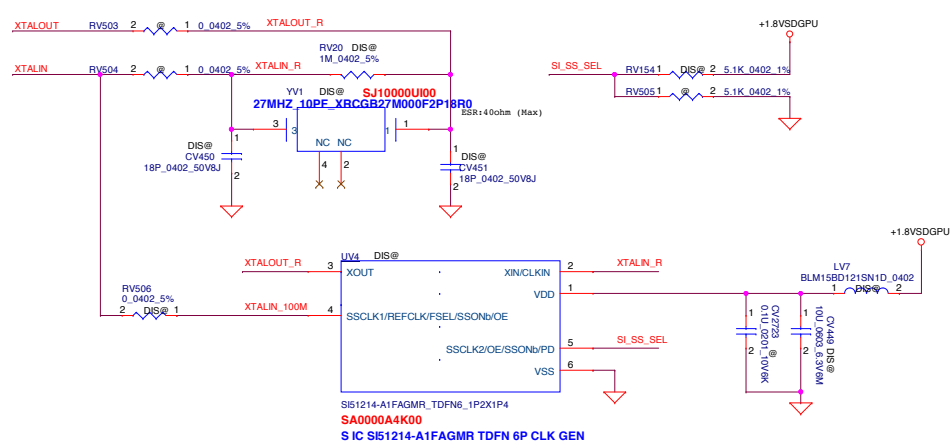 XTALOUT RV503 2 @ 1 0_0402_5% XTALOUT_R
XTALIN RV504 2 @ 1 0_0402_5% XTALIN_R
RV20 DIS@
1M_0402_5%
SJ10000UI00
YV1 DIS@
27MHZ_10PF_XRCGB27M000F2P18R0
ESR:40ohm (Max)
3 3 1 1
NC NC
4 2
1
DIS@
CV450
18P_0402_50V8J
2
1
DIS@
CV451
18P_0402_50V8J
2
+1.8VSDGPU
SI_SS_SEL
RV154 1 DIS@ 2 5.1K_0402_1%
RV505 1 @ 2 5.1K_0402_1%
UV4 DIS@
XTALOUT_R 3 XOUT
XIN/CLKIN 2 XTALIN_R
VDD 1
RV506
0_0402_5%
2 DIS@ 1
XTALIN_100M 4 SSCLK1/REFCLK/FSEL/SSONb/OE
SSCLK2/OE/SSONb/PD 5 SI_SS_SEL
VSS 6
SI51214-A1FAGMR_TDFN6_1P2X1P4
SA0000A4K00
S IC SI51214-A1FAGMR TDFN 6P CLK GEN
+1.8VSDGPU
LV7
BLM15BD121SN1D_0402
1 DIS@ 2
1
2
CV2723
0.1U_0201_10V6K
@
1
2
CV449 DIS@
10U_0603_6.3V6M